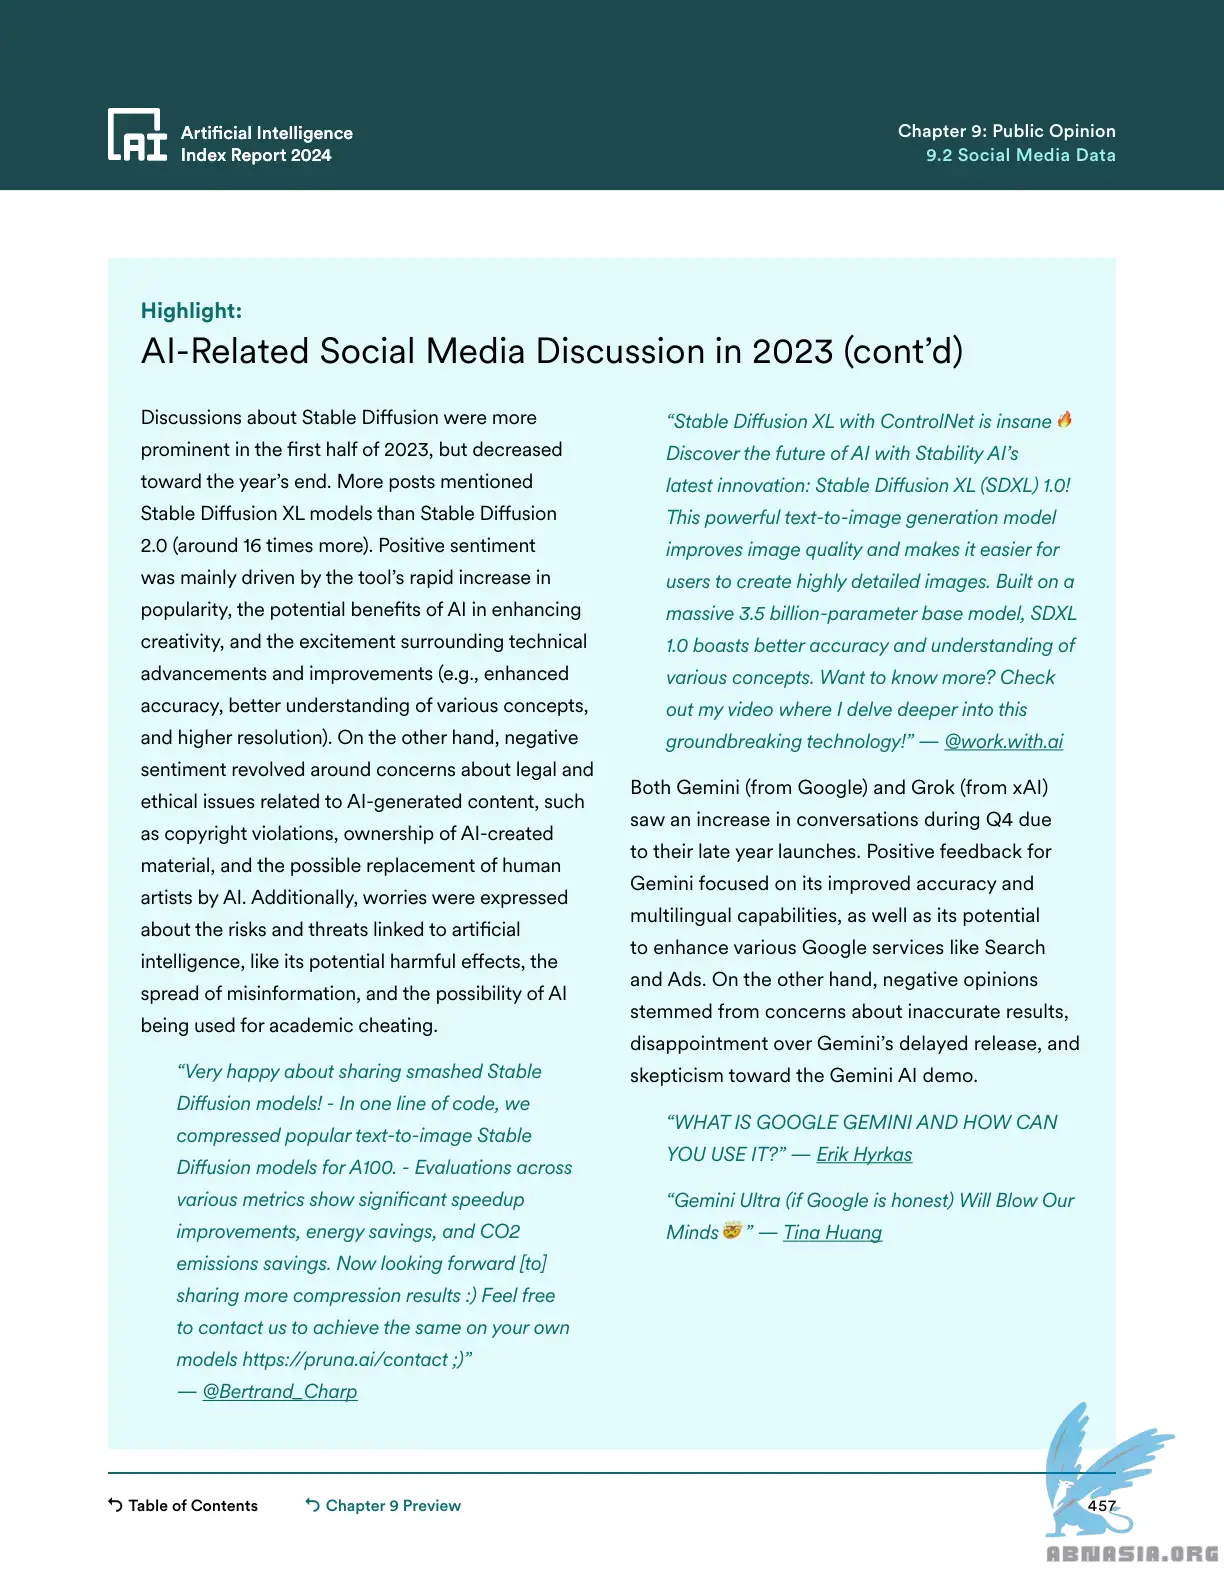 Artificial Intelligence
Index Report 2024
Chapter 9: Public Opinion
9.2 Social Media Data
Highlight:
AI-Related Social Media Discussion in 2023 (cont’d)
Discussions about Stable Diffusion were more
prominent in the first half of 2023, but decreased
toward the year’s end. More posts mentioned
Stable Diffusion XL models than Stable Diffusion
2.0 (around 16 times more). Positive sentiment
was mainly driven by the tool’s rapid increase in
popularity, the potential benefits of AI in enhancing
creativity, and the excitement surrounding technical
advancements and improvements (e.g., enhanced
accuracy, better understanding of various concepts,
and higher resolution). On the other hand, negative
sentiment revolved around concerns about legal and
ethical issues related to AI-generated content, such
as copyright violations, ownership of AI-created
material, and the possible replacement of human
artists by AI. Additionally, worries were expressed
about the risks and threats linked to artificial
intelligence, like its potential harmful effects, the
spread of misinformation, and the possibility of AI
being used for academic cheating.
“Very happy about sharing smashed Stable
Diffusion models! - In one line of code, we
compressed popular text-to-image Stable
Diffusion models for A100. - Evaluations across
various metrics show significant speedup
improvements, energy savings, and CO2
emissions savings. Now looking forward [to]
sharing more compression results :) Feel free
to contact us to achieve the same on your own
models https://pruna.ai/contact ;)”
— @Bertrand_Charp
“Stable Diffusion XL with ControlNet is insane 🔥
Discover the future of AI with Stability AI’s
latest innovation: Stable Diffusion XL (SDXL) 1.0!
This powerful text-to-image generation model
improves image quality and makes it easier for
users to create highly detailed images. Built on a
massive 3.5 billion-parameter base model, SDXL
1.0 boasts better accuracy and understanding of
various concepts. Want to know more? Check
out my video where I delve deeper into this
groundbreaking technology!” — @work.with.ai
Both Gemini (from Google) and Grok (from xAI)
saw an increase in conversations during Q4 due
to their late year launches. Positive feedback for
Gemini focused on its improved accuracy and
multilingual capabilities, as well as its potential
to enhance various Google services like Search
and Ads. On the other hand, negative opinions
stemmed from concerns about inaccurate results,
disappointment over Gemini’s delayed release, and
skepticism toward the Gemini AI demo.
“WHAT IS GOOGLE GEMINI AND HOW CAN
YOU USE IT?” — Erik Hyrkas
“Gemini Ultra (if Google is honest) Will Blow Our
Minds 🤯 ” — Tina Huang
Table of Contents
Chapter 9 Preview
457
ABNASIA.ORG